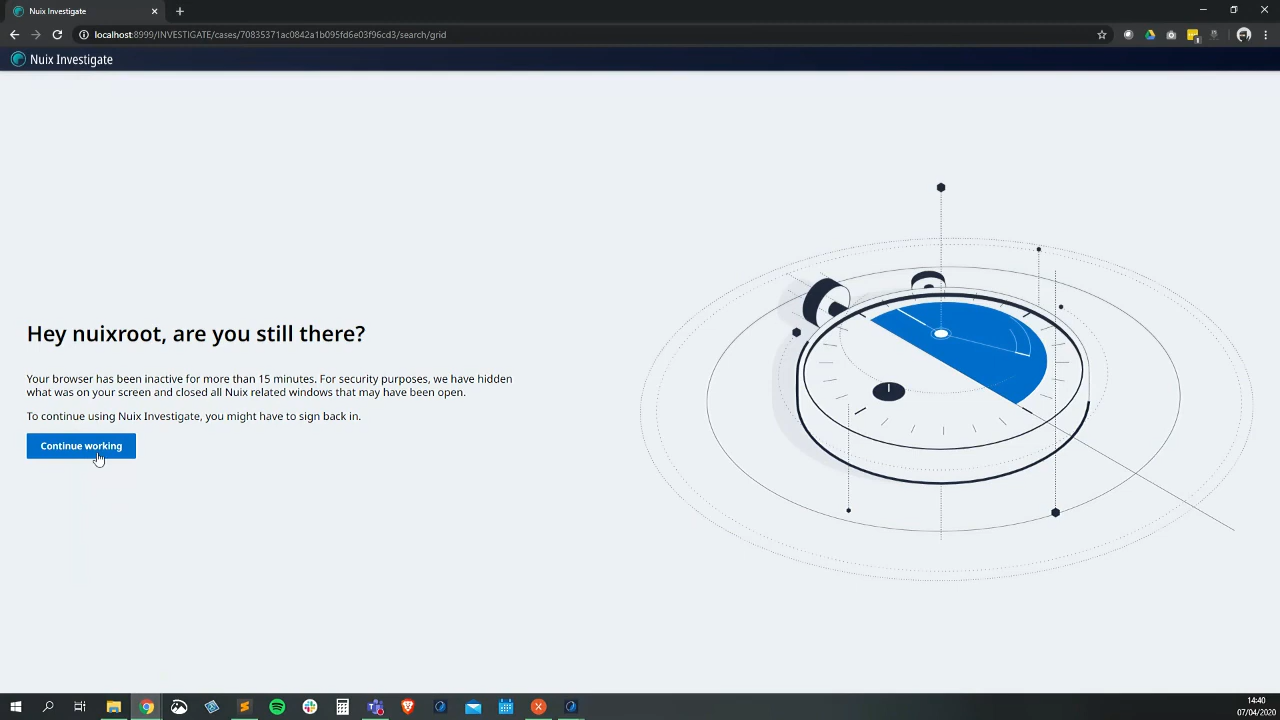 Nuix Investigate
localhost:8999/INVESTIGATE/cases/70835371ac0842a1b095fd6e03f96cd3/search/grid
Nuix Investigate
Hey nuixroot, are you still there?
Your browser has been inactive for more than 15 minutes. For security purposes, we have hidden
what was on your screen and closed all Nuix related windows that may have been open.
To continue using Nuix Investigate, you might have to sign back in.
Continue working
14:40
07/04/2020